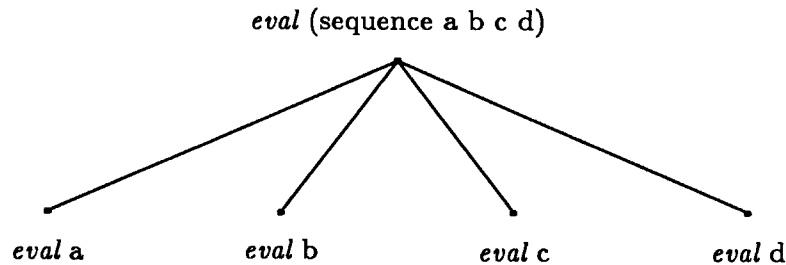 eval (sequence a b c d)
eval a
eval b
eval c
eval d